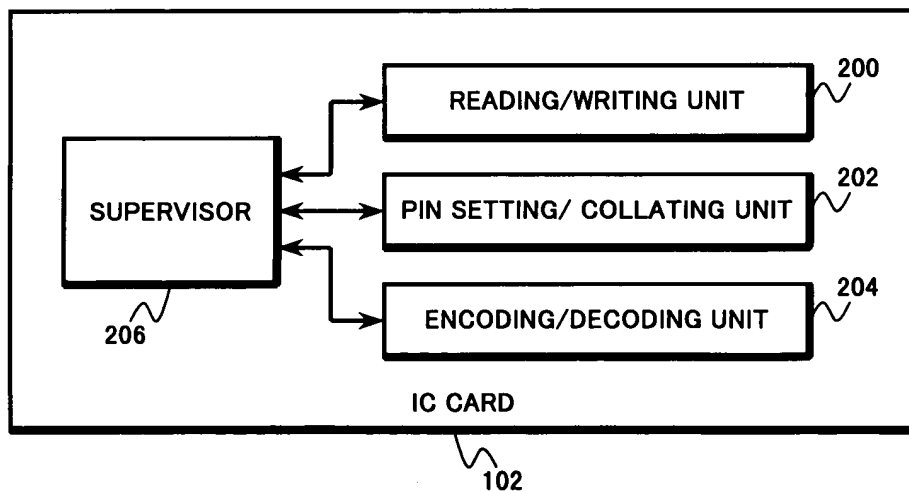 200
READING/WRITING UNIT
202
SUPERVISOR
PIN SETTING/ COLLATING UNIT
204
206
ENCODING/DECODING UNIT
IC CARD
102